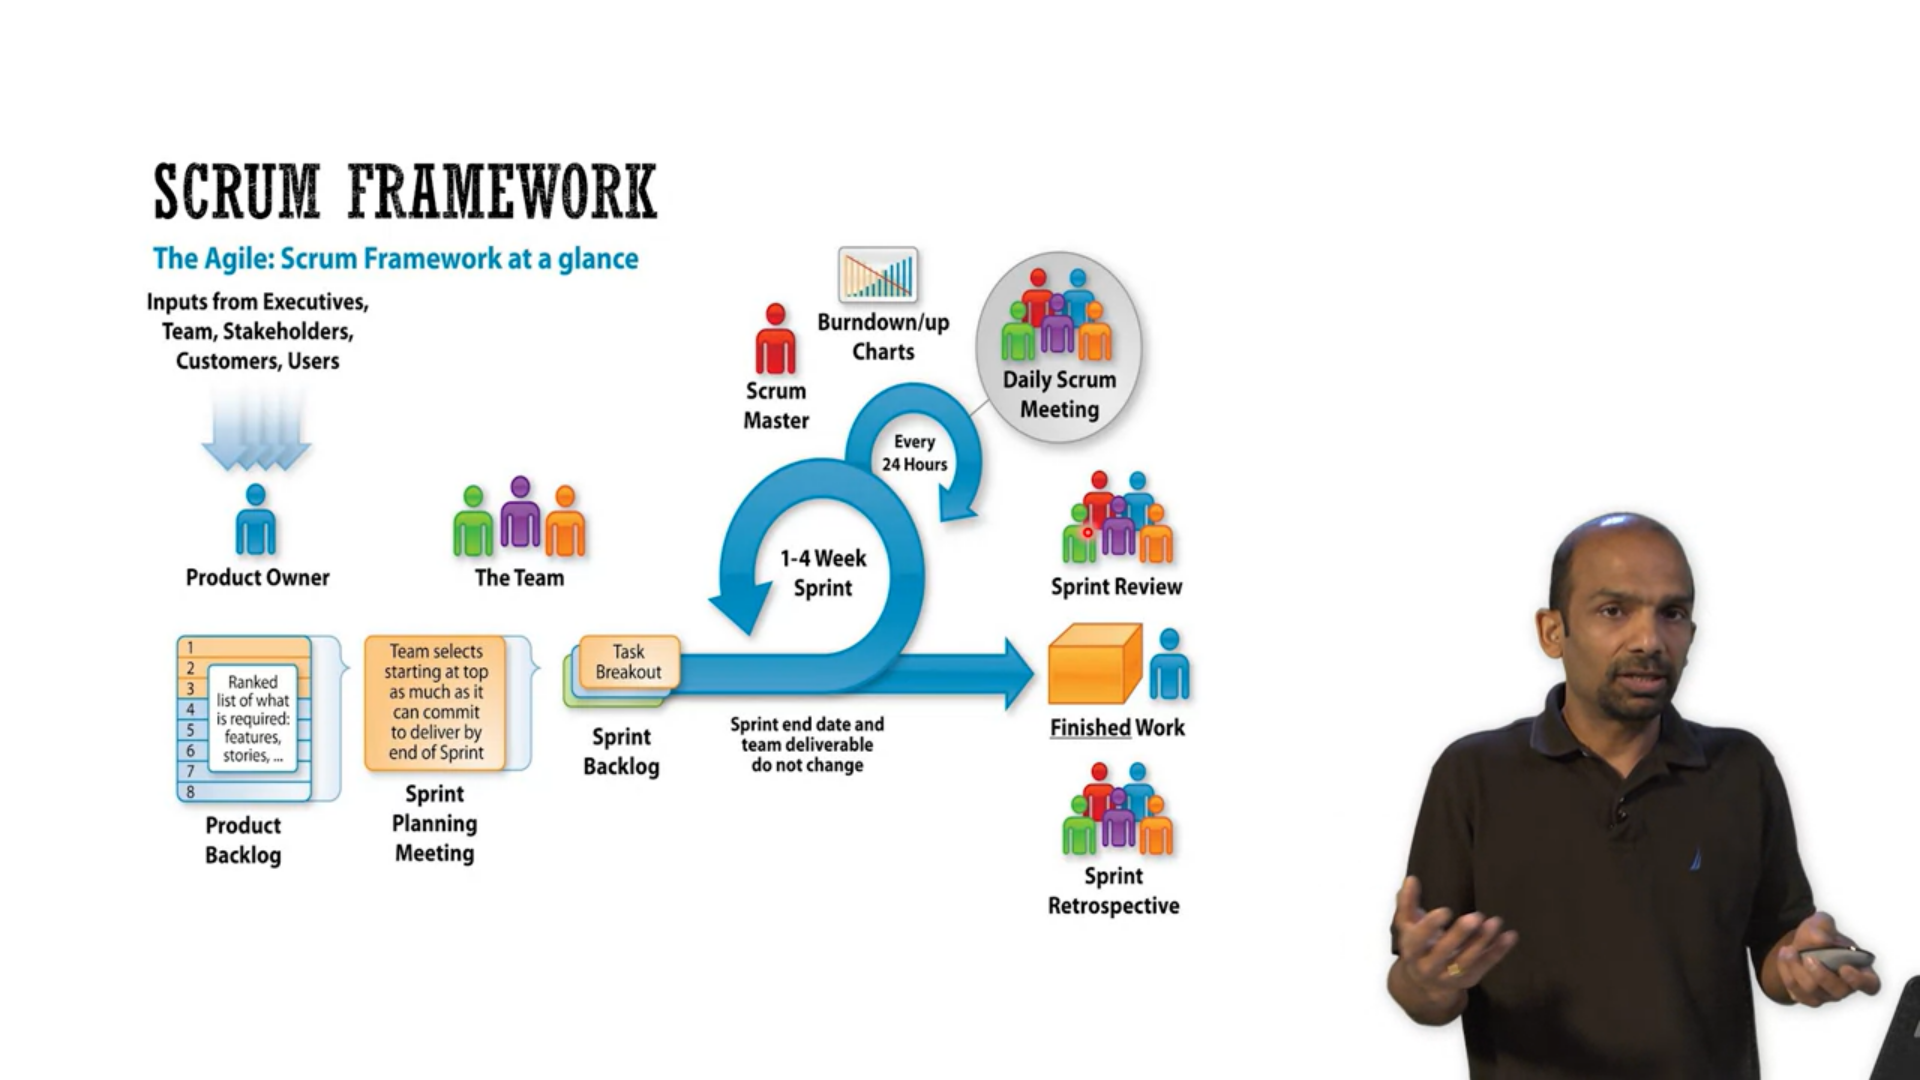 SCRUM FRAMEWORK
The Agile: Scrum Framework at a glance
Inputs from Executives,
Team, Stakeholders,
Customers, Users
Product Owner
The Team
Scrum
Master
Burndown/up
Charts
Daily Scrum
Meeting
Every
24 Hours
1-4 Week
Sprint
Sprint Review
1
2
3
4
5
6
7
8
Ranked
list of what
is required:
features,
stories, ...
Product
Backlog
Team selects
starting at top
as much as it
can commit
to deliver by
end of Sprint
Sprint
Planning
Meeting
Task
Breakout
Sprint
Backlog
Sprint end date and
team deliverable
do not change
Finished Work
Sprint
Retrospective